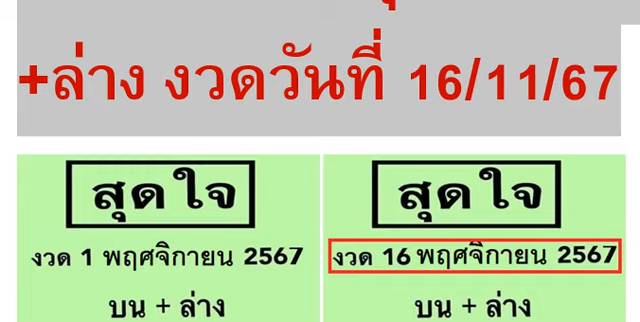 +ล่าง งวดวันที่ 16/11/67
สุดใจ
งวด 1 พฤศจิกายน 2567
บน + ล่าง
สุดใจ
งวด 16 พฤศจิกายน 2567
บน + ล่าง